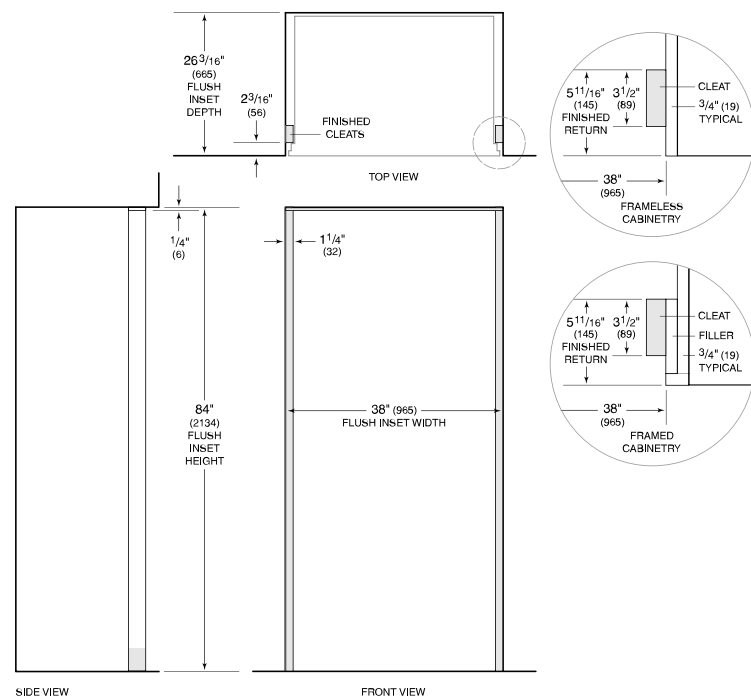 26 3/16"
(665)
FLUSH
INSET
DEPTH
2 3/16"
(56)
FINISHED
CLEATS
TOP VIEW
5 11/16"
(145)
FINISHED
RETURN
3 1/2"
(89)
CLEAT
3/4" (19)
TYPICAL
38"
(965)
FRAMELESS
CABINETRY
1/4"
(6)
1 1/4"
(32)
5 11/16"
(145)
FINISHED
RETURN
3 1/2"
(89)
CLEAT
FILLER
3/4" (19)
TYPICAL
38"
(965)
FRAMED
CABINETRY
84"
(2134)
FLUSH
INSET
HEIGHT
38" (965)
FLUSH INSET WIDTH
SIDE VIEW
FRONT VIEW